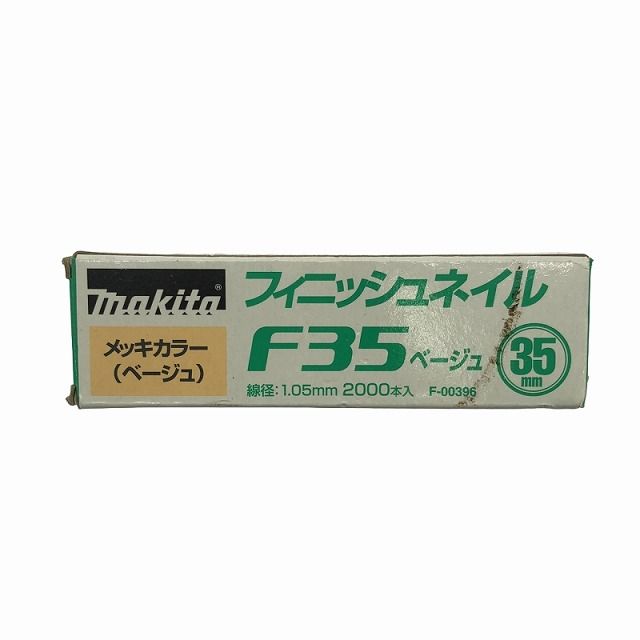 makita®
メッキカラー
(ベージュ)
フィニッシュネイル
F35 ベージュ
線径:1.05mm 2000本入 F-00396
35
mm